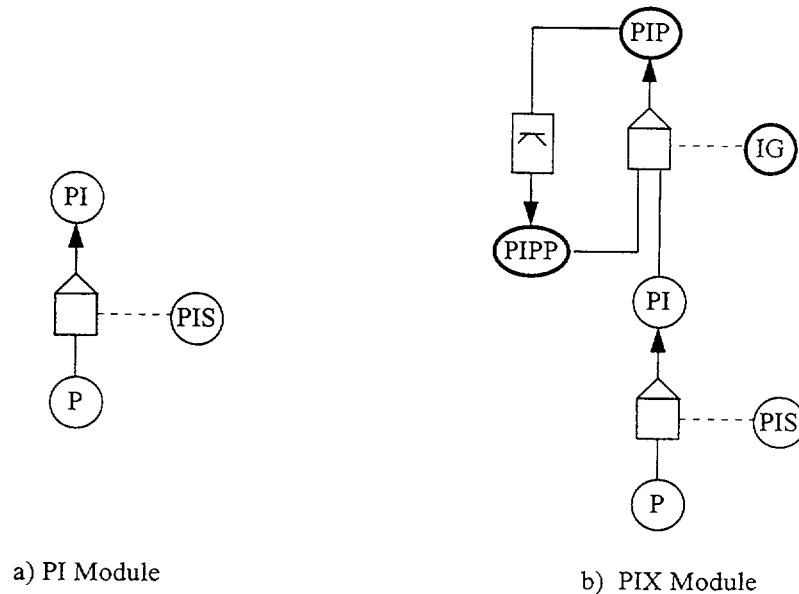 PI
PIS
P
a) PI Module
PIP
IG
PIPP
PI
PIS
P
b) PIX Module